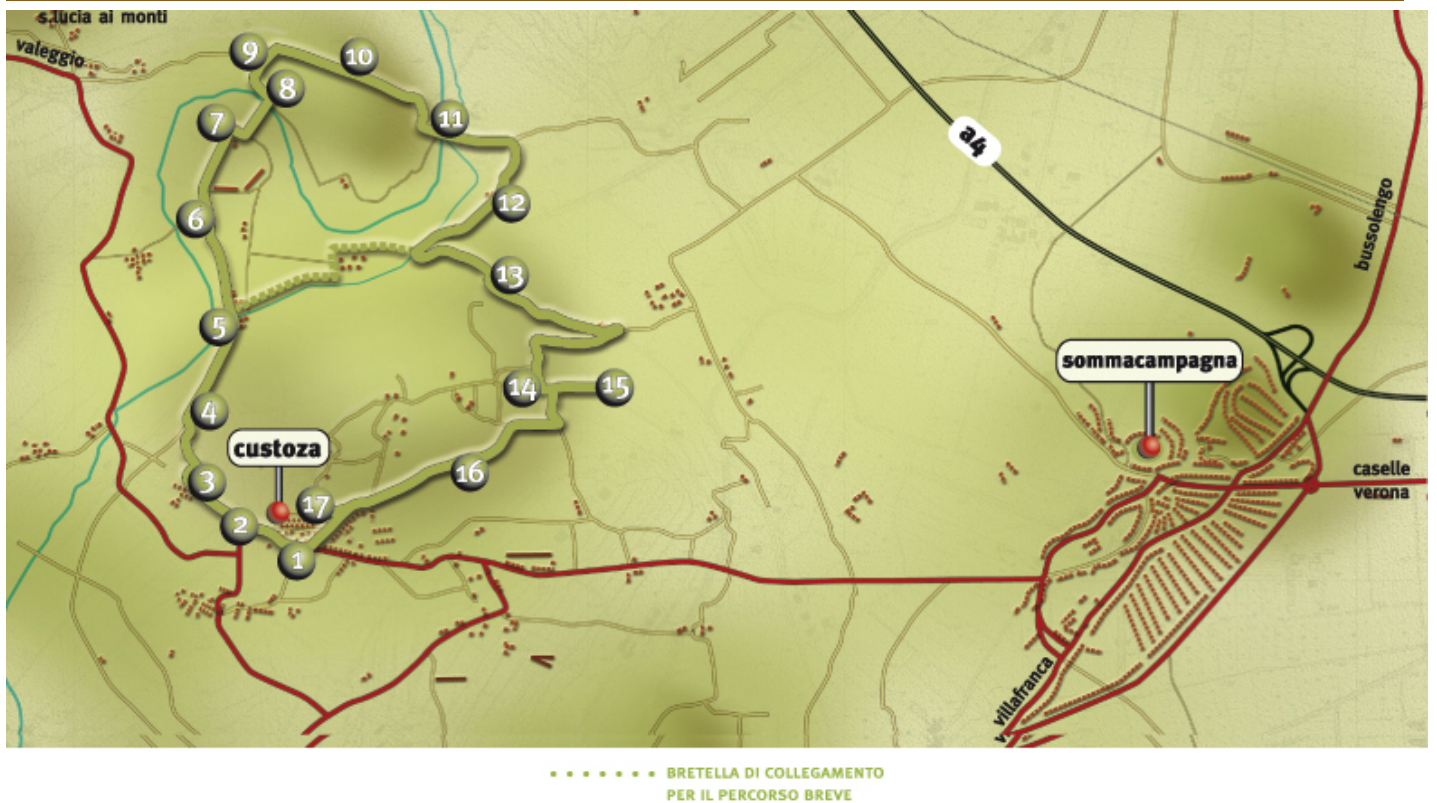 s.lucia ai monti
valeggio
9
10
8
7
11
a4
12
6
bussolengo
13
5
sommacampagna
14
15
4
custoza
3
16
caselle
verona
17
2
1
villafranca
v
BRETELLA DI COLLEGAMENTO
PER IL PERCORSO BREVE